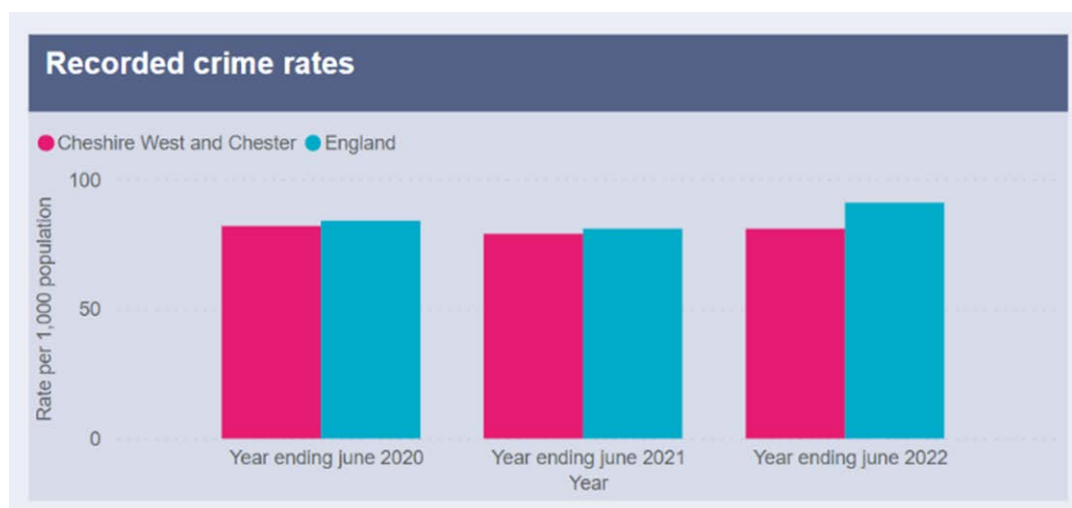 Recorded crime rates
Cheshire West and Chester England
100
50
0
Rate per 1,000 population
Year ending june 2020 Year ending june 2021 Year ending june 2022
Year